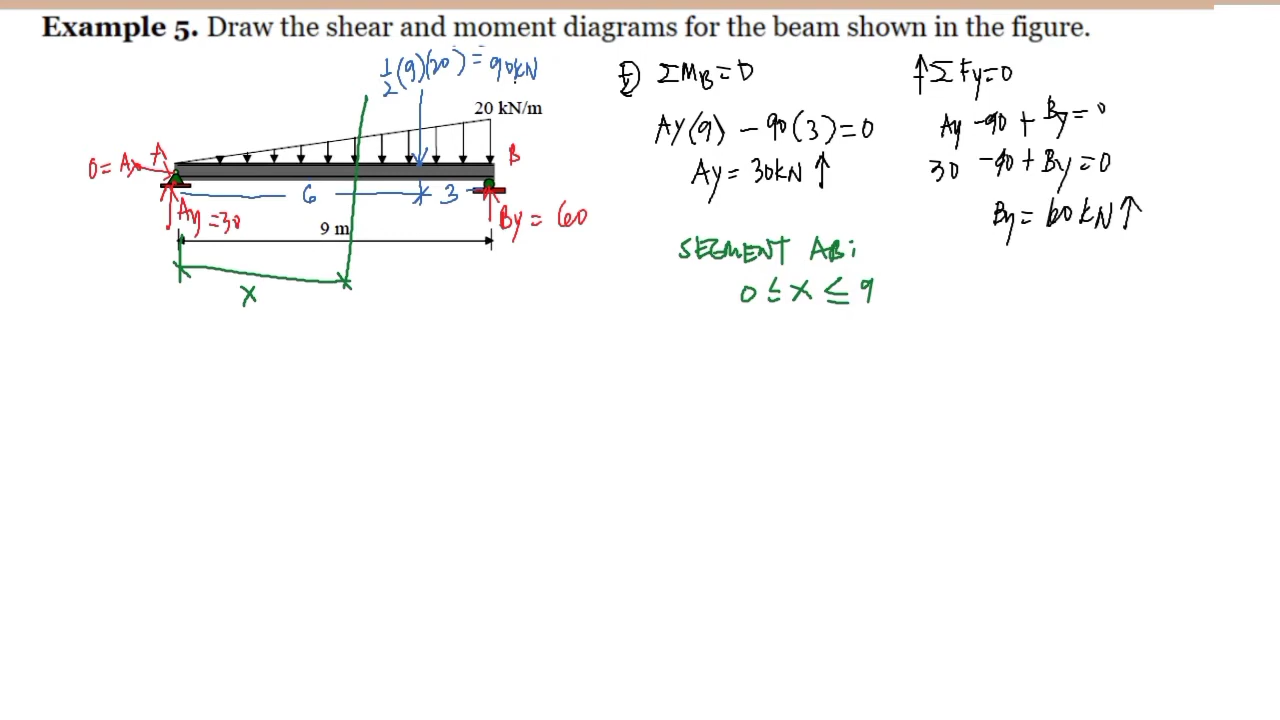 Example 5. Draw the shear and moment diagrams for the beam shown in the figure.
½(9)(20) = 90kN
20 kN/m
0 = Ax
A
B
6
3
Ay = 30
By = 60
9 m
x
ΣMB = 0
Ay(9) - 90(3) = 0
Ay = 30kN ↑
↑ΣFy = 0
Ay - 90 + By = 0
30 - 90 + By = 0
By = 60 kN ↑
SEGMENT AB:
0 ≤ x ≤ 9